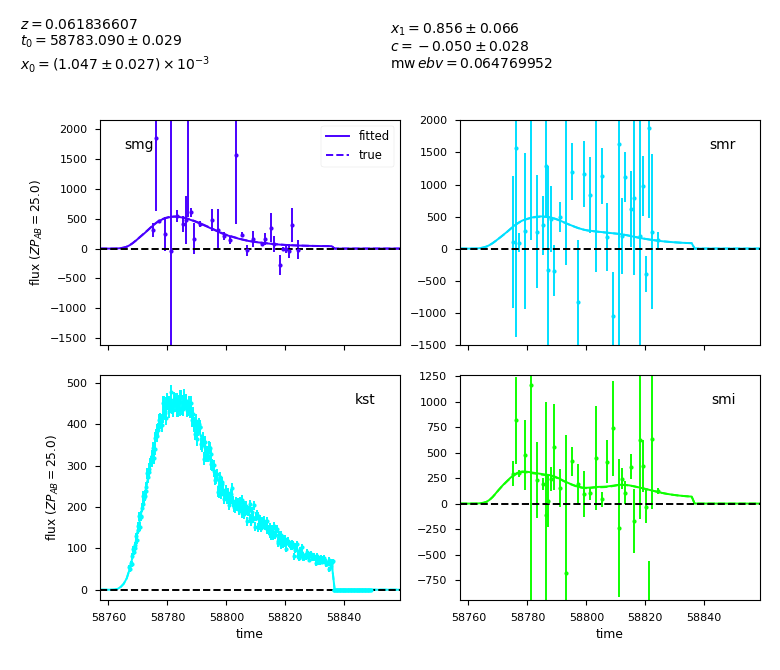 z = 0.061836607
t₀ = 58783.090 ± 0.029
x₀ = (1.047 ± 0.027) × 10⁻³
x₁ = 0.856 ± 0.066
c = −0.050 ± 0.028
mw ebv = 0.064769952
2000
1500
1000
500
0
−500
−1000
−1500
flux (ZP_AB = 25.0)
smg
fitted
true
2000
1500
1000
500
0
−500
−1000
−1500
smr
500
400
300
200
100
0
flux (ZP_AB = 25.0)
kst
58760 58780 58800 58820 58840
time
1250
1000
750
500
250
0
−250
−500
−750
smi
58760 58780 58800 58820 58840
time